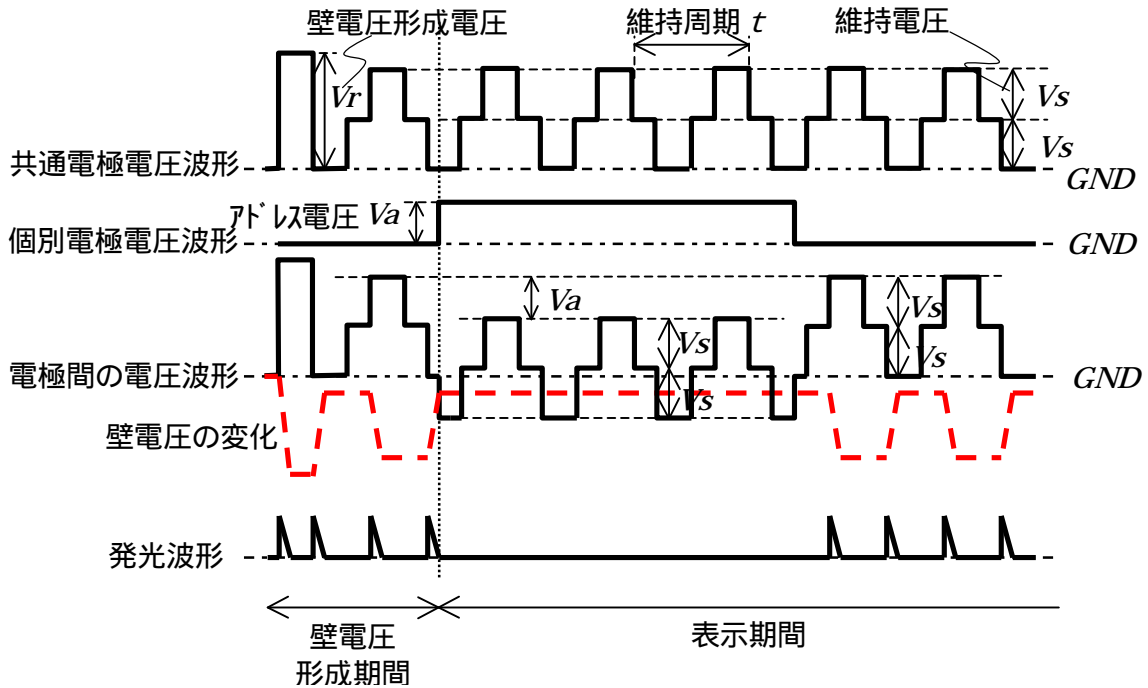 壁電圧形成電圧
維持周期 t
維持電圧
Vr
Vs
Vs
共通電極電圧波形
GND
アドレス電圧 Va
個別電極電圧波形
GND
Va
Vs
Vs
Vs
Vs
電極間の電圧波形
GND
壁電圧の変化
発光波形
壁電圧
形成期間
表示期間